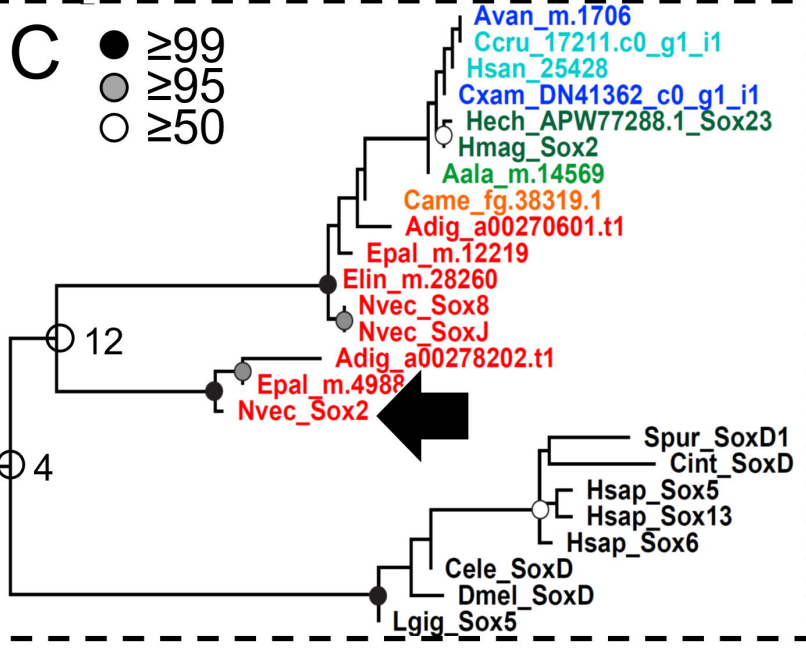 C
≥99
≥95
≥50
Avan_m.1706
Ccru_17211.c0_g1_i1
Hsan_25428
Cxam_DN41362_c0_g1_i1
Hech_APW77288.1_Sox23
Hmag_Sox2
Aala_m.14569
Came_fg.38319.1
Adig_a00270601.t1
Epal_m.12219
Elin_m.28260
Nvec_Sox8
Nvec_SoxJ
12
Adig_a00278202.t1
Epal_m.4988
Nvec_Sox2
4
Spur_SoxD1
Cint_SoxD
Hsap_Sox5
Hsap_Sox13
Hsap_Sox6
Cele_SoxD
Dmel_SoxD
Lgig_Sox5